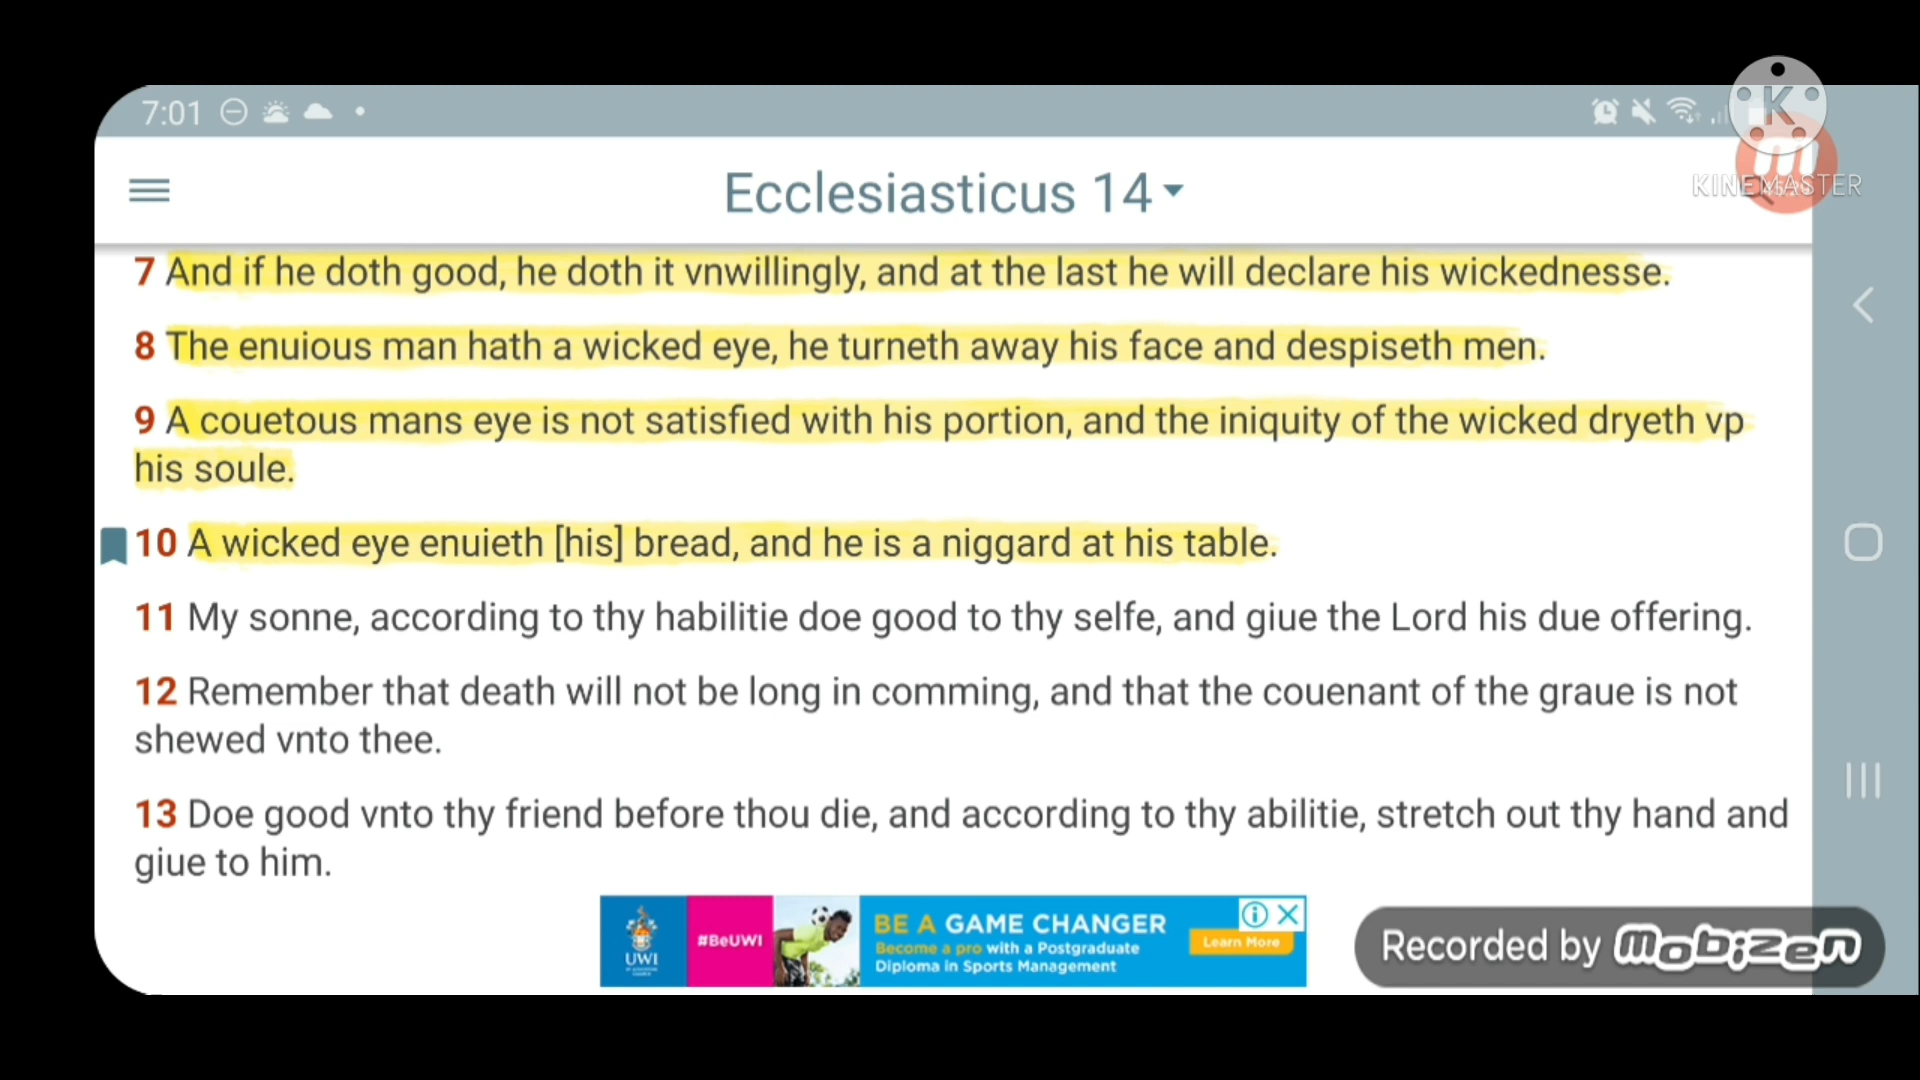 7:01
KINEMASTER
Ecclesiasticus 14
7 And if he doth good, he doth it vnwillingly, and at the last he will declare his wickednesse.
8 The enuious man hath a wicked eye, he turneth away his face and despiseth men.
9 A couetous mans eye is not satisfied with his portion, and the iniquity of the wicked dryeth vp
his soule.
10 A wicked eye enuieth [his] bread, and he is a niggard at his table.
11 My sonne, according to thy habilitie doe good to thy selfe, and giue the Lord his due offering.
12 Remember that death will not be long in comming, and that the couenant of the graue is not
shewed vnto thee.
13 Doe good vnto thy friend before thou die, and according to thy abilitie, stretch out thy hand and
giue to him.
UWI
#BeUWI
BE A GAME CHANGER
Become a pro with a Postgraduate
Diploma in Sports Management
Learn More
Recorded by mobizen